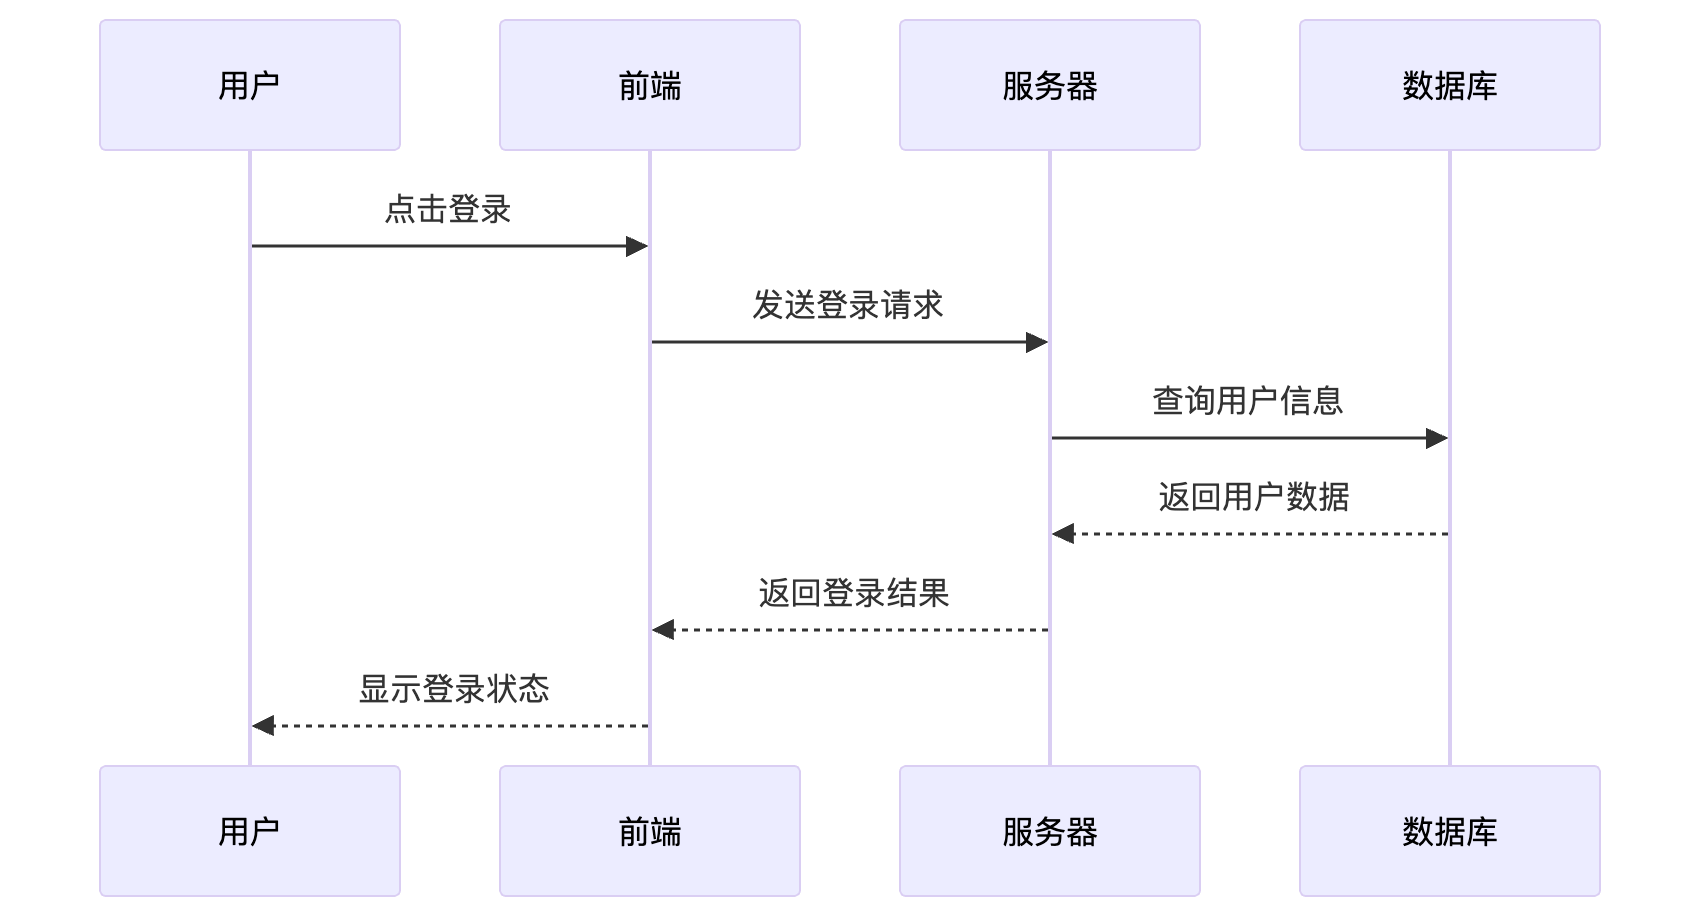 用户
前端
服务器
数据库
点击登录
发送登录请求
查询用户信息
返回用户数据
返回登录结果
显示登录状态
用户
前端
服务器
数据库